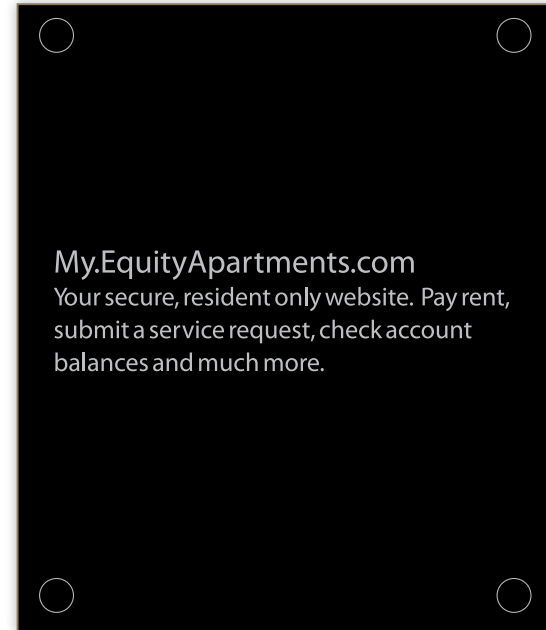 My.EquityApartments.com
Your secure, resident only website. Pay rent,
submit a service request, check account
balances and much more.